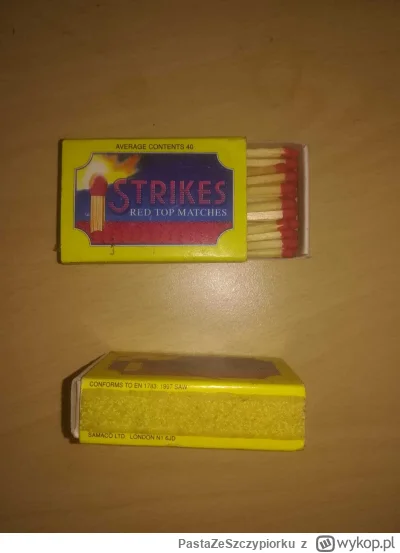 AVERAGE CONTENTS 40
STRIKES
RED TOP MATCHES
CONFORMS TO EN 1783: 1997 SAW
SAMACO LTD. LONDON N1 6JD
PastaZeSzczypiorku z wykop.pl